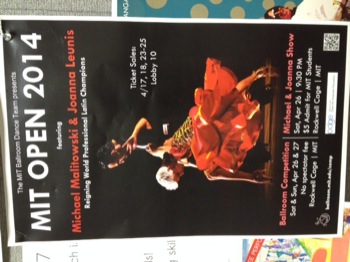 The MIT Ballroom Dance Team presents
MIT OPEN 2014
featuring
Michael Malitowski & Joanna Leunis
Reigning World Professional Latin Champions
Ticket Sales:
4/17, 18, 23-25
Lobby 10
Ballroom Competition
Sat & Sun, Apr 26 & 27
No spectator fee
Rockwell Cage | MIT
ballroom.mit.edu/comp
Michael & Joanna Show
Sat, Apr 26 | 9:30 PM
$5 Admit for MIT Students
Rockwell Cage | MIT